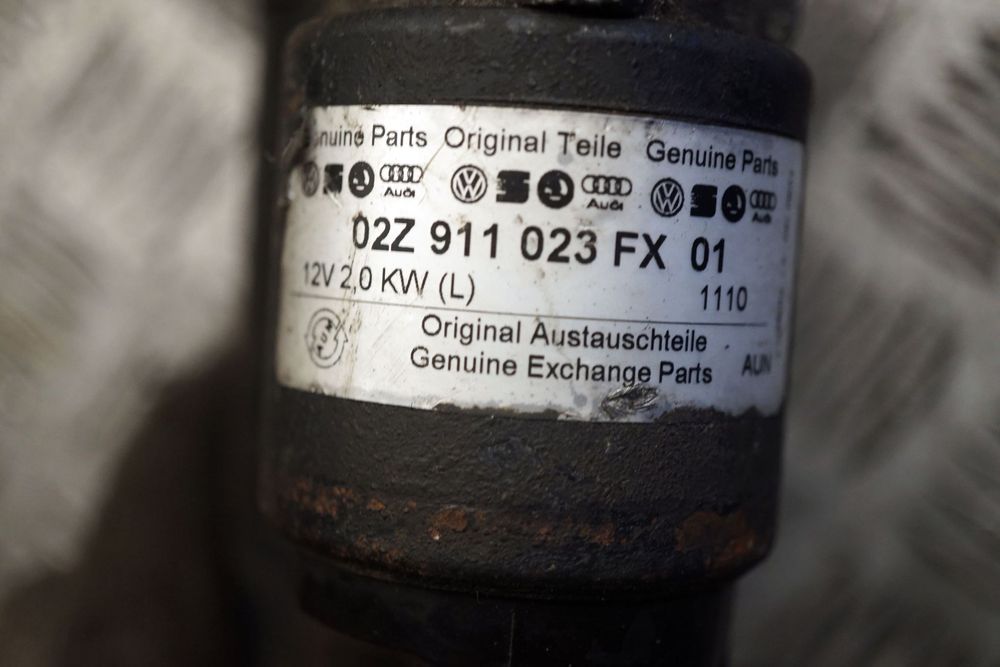 Genuine Parts Original Teile Genuine Parts
Audi Audi Audi
02Z 911 023 FX 01
12V 2,0 KW (L) 1110
Original Austauschteile
Genuine Exchange Parts AUN